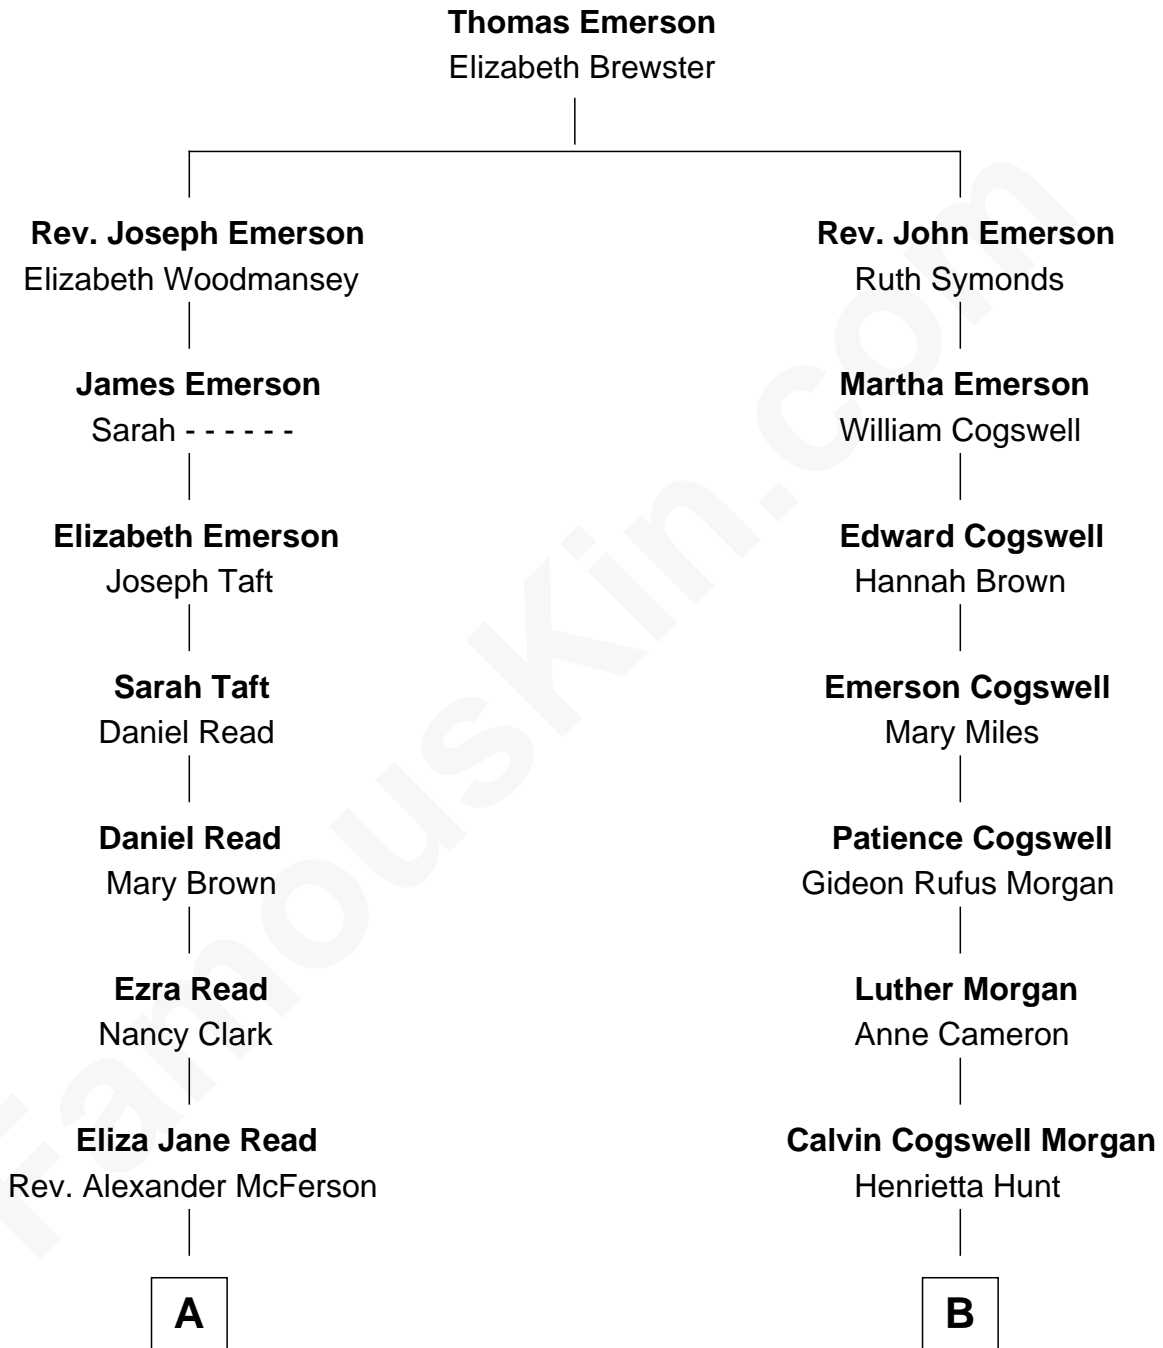 Thomas Emerson
Elizabeth Brewster
Rev. Joseph Emerson
Elizabeth Woodmansey
Rev. John Emerson
Ruth Symonds
James Emerson
Sarah - - - - - -
Martha Emerson
William Cogswell
Elizabeth Emerson
Joseph Taft
Edward Cogswell
Hannah Brown
Sarah Taft
Daniel Read
Emerson Cogswell
Mary Miles
Daniel Read
Mary Brown
Patience Cogswell
Gideon Rufus Morgan
Ezra Read
Nancy Clark
Luther Morgan
Anne Cameron
Eliza Jane Read
Rev. Alexander McFerson
Calvin Cogswell Morgan
Henrietta Hunt
A
B
FamousKin.com